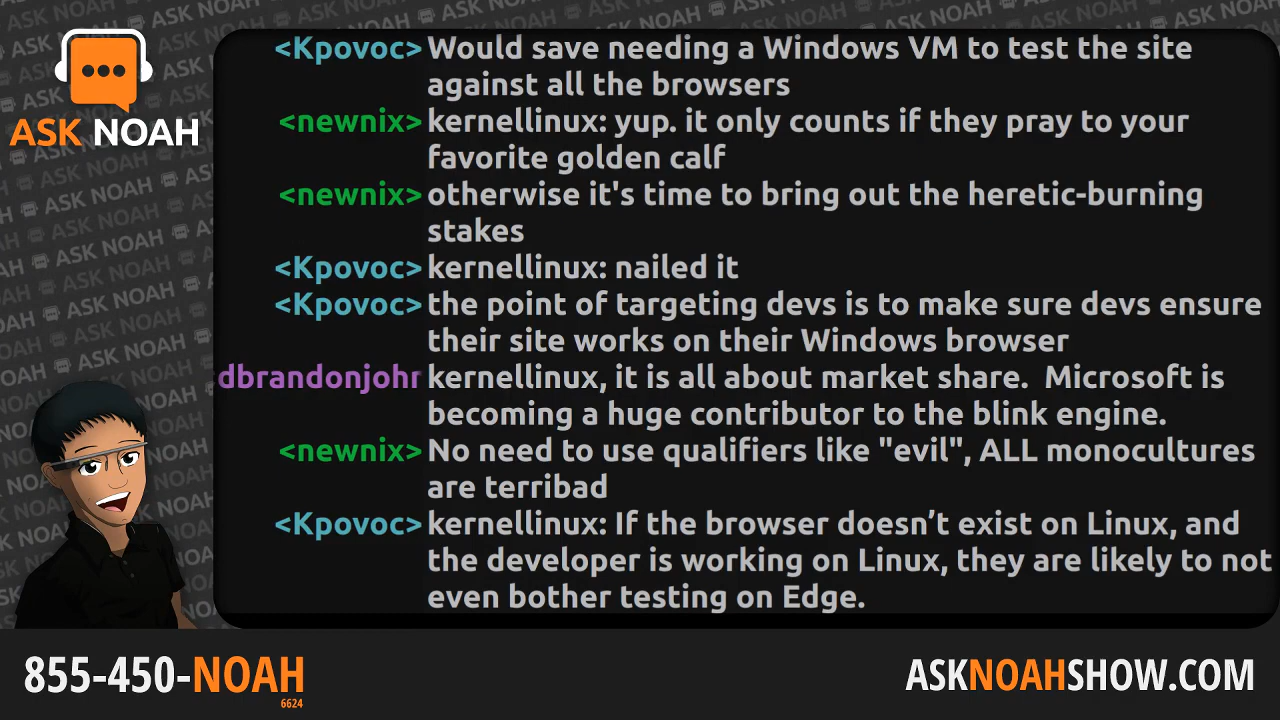 ASK NOAH
<Kpovoc> Would save needing a Windows VM to test the site
against all the browsers
<newnix> kernellinux: yup. it only counts if they pray to your
favorite golden calf
<newnix> otherwise it's time to bring out the heretic-burning
stakes
<Kpovoc> kernellinux: nailed it
<Kpovoc> the point of targeting devs is to make sure devs ensure
their site works on their Windows browser
dbrandonjohr kernellinux, it is all about market share.  Microsoft is
becoming a huge contributor to the blink engine.
<newnix> No need to use qualifiers like "evil", ALL monocultures
are terribad
<Kpovoc> kernellinux: If the browser doesn’t exist on Linux, and
the developer is working on Linux, they are likely to not
even bother testing on Edge.
855-450-NOAH
6624
ASKNOAHSHOW.COM